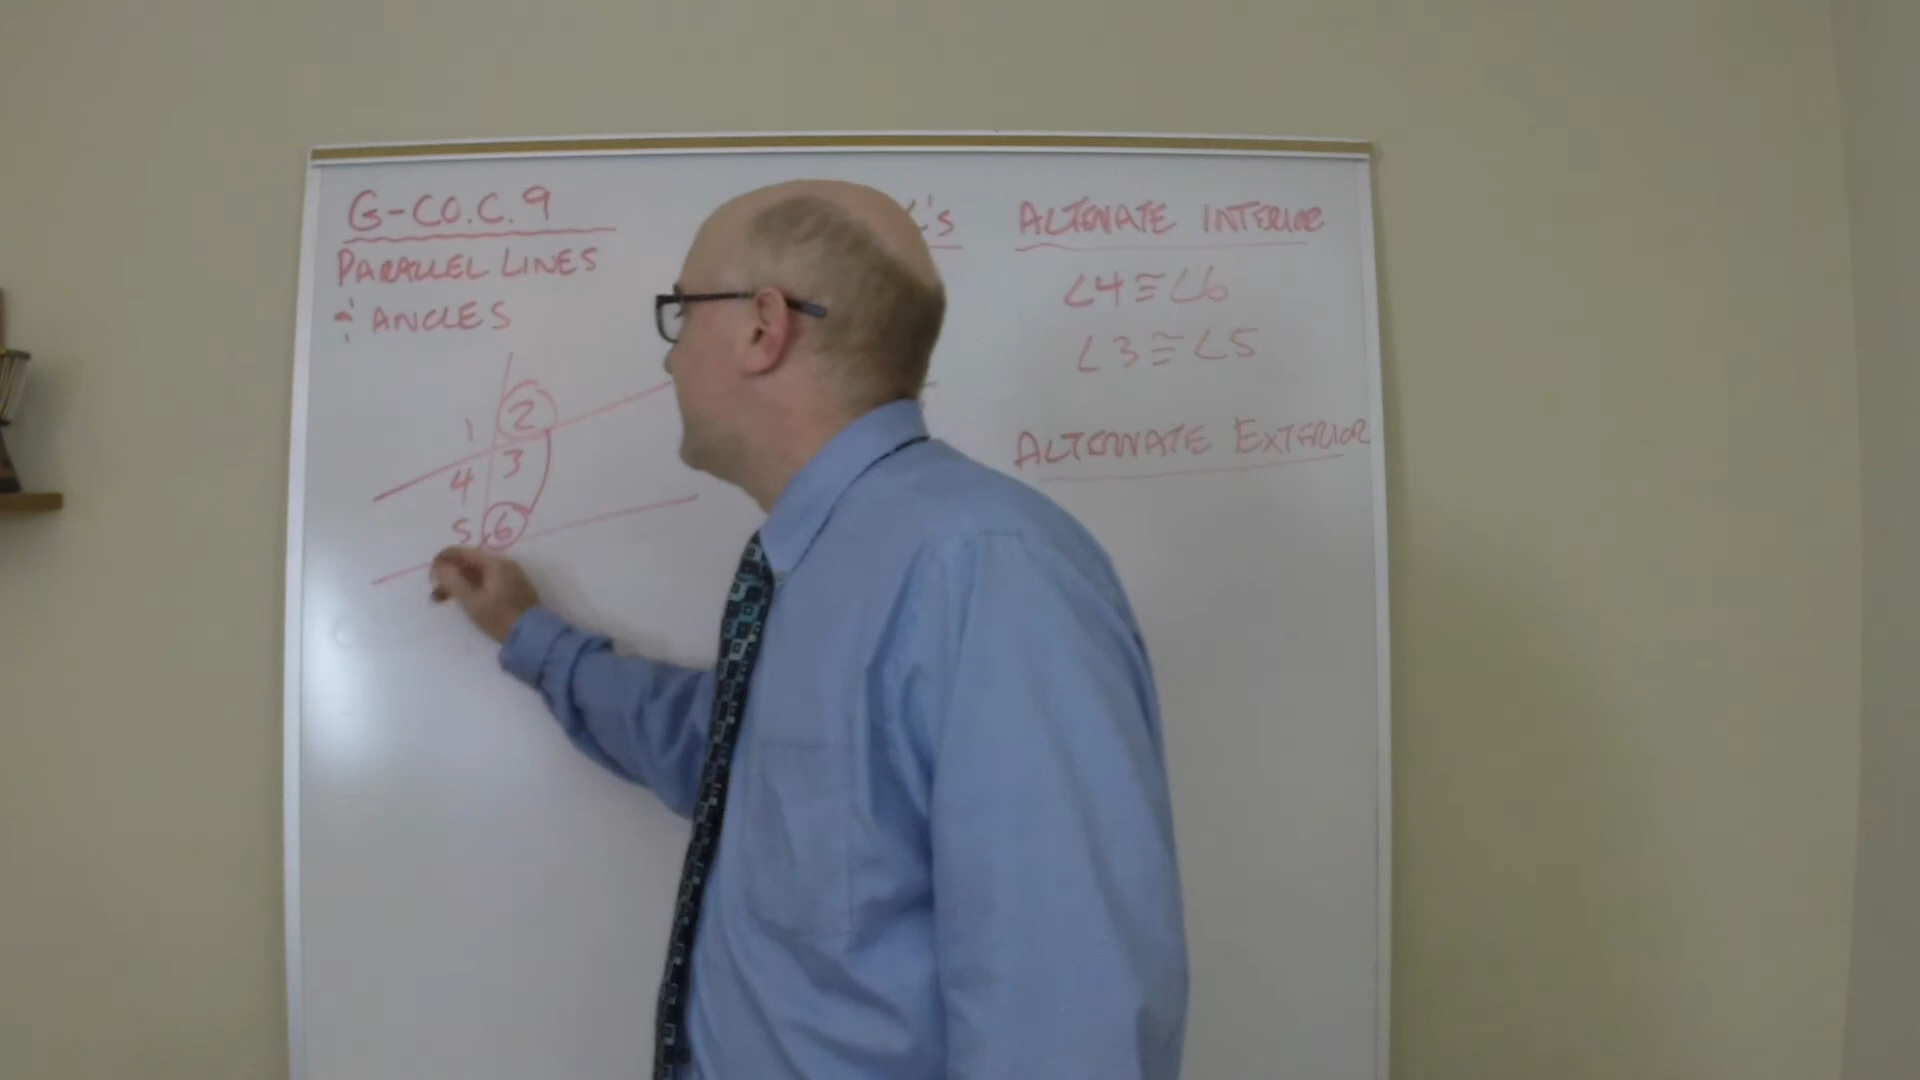 G-CO.C.9
PARALLEL LINES
& ANGLES
1 2
4 3
5 6
∠'s
ALTERNATE INTERIOR
∠4≅∠6
∠3≅∠5
ALTERNATE EXTERIOR